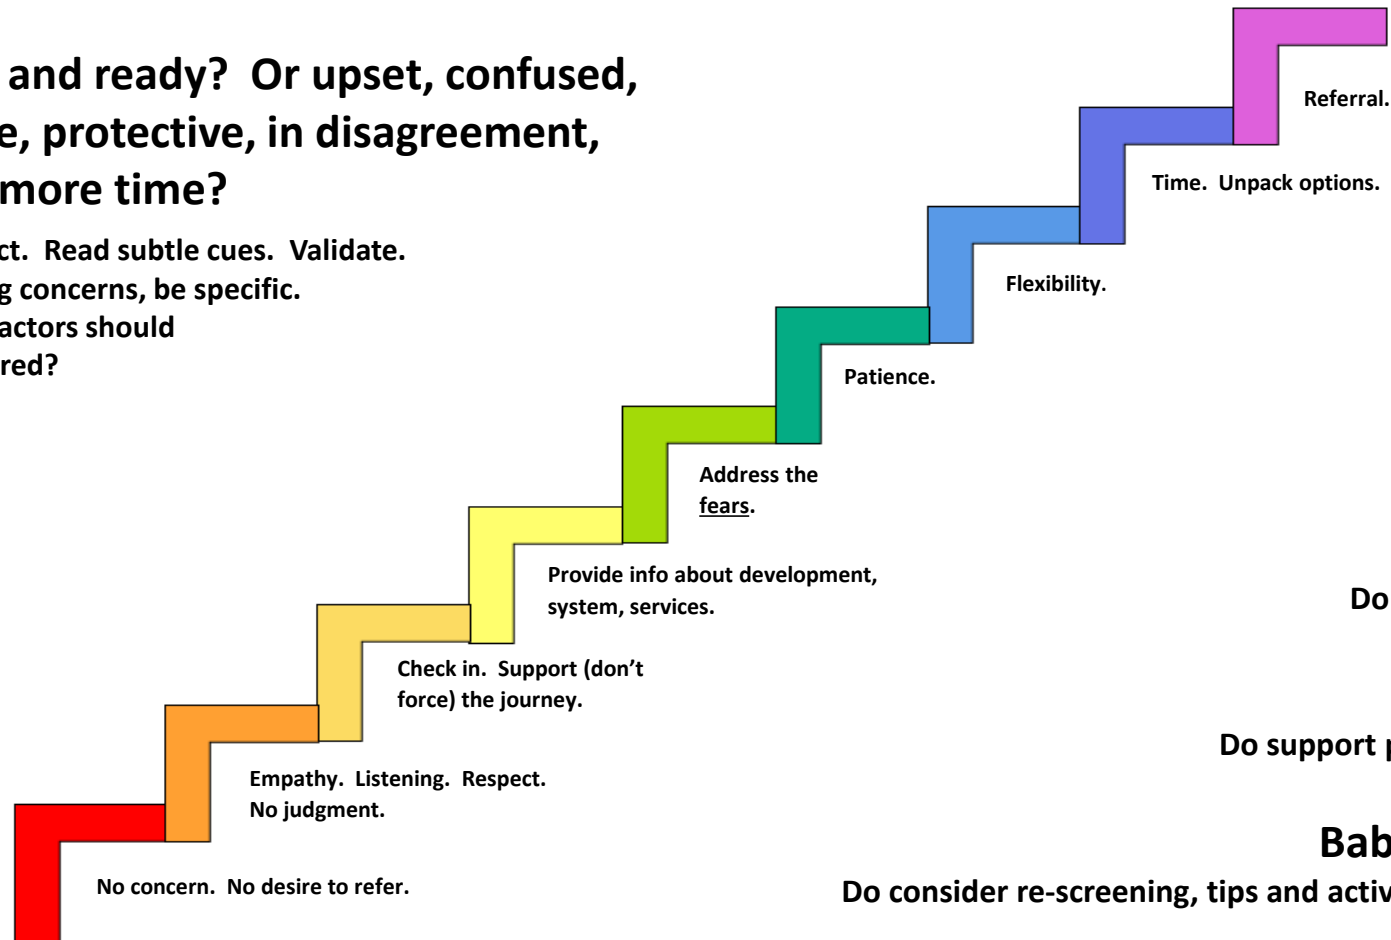 and ready? Or upset, confused,
e, protective, in disagreement,
more time?
ct. Read subtle cues. Validate.
g concerns, be specific.
actors should
red?
Referral.
Time. Unpack options.
Flexibility.
Patience.
Address the
fears.
Provide info about development,
system, services.
Check in. Support (don’t
force) the journey.
Empathy. Listening. Respect.
No judgment.
No concern. No desire to refer.
Do
Do support p
Bab
Do consider re-screening, tips and activ